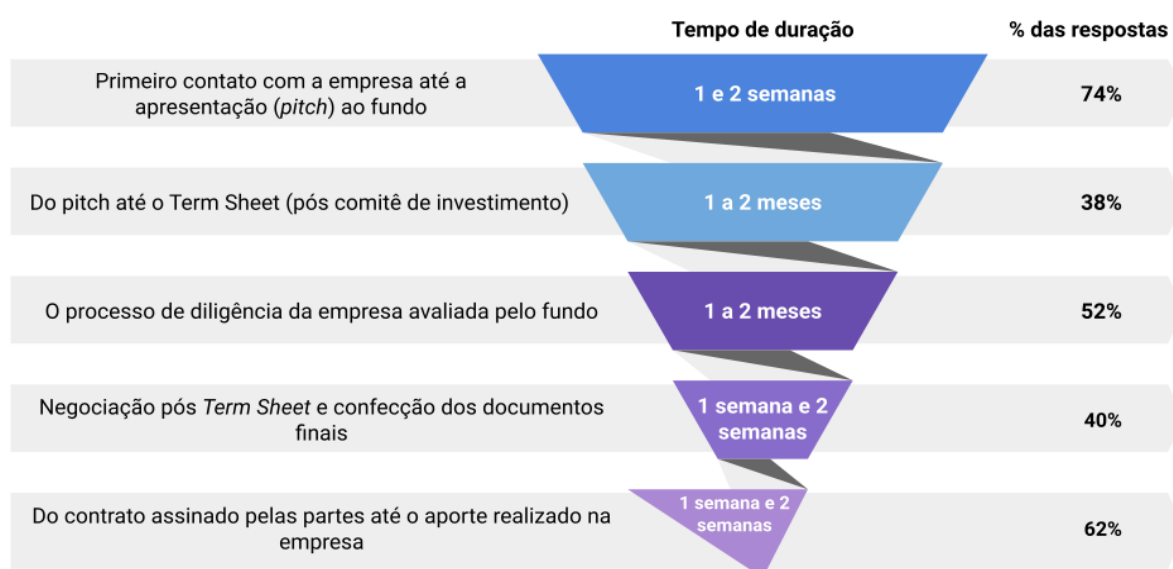 Tempo de duração
% das respostas
Primeiro contato com a empresa até a
apresentação (pitch) ao fundo
1 e 2 semanas
74%
Do pitch até o Term Sheet (pós comitê de investimento)
1 a 2 meses
38%
O processo de diligência da empresa avaliada pelo fundo
1 a 2 meses
52%
Negociação pós Term Sheet e confecção dos documentos
finais
1 semana e 2
semanas
40%
Do contrato assinado pelas partes até o aporte realizado na
empresa
1 semana e 2
semanas
62%